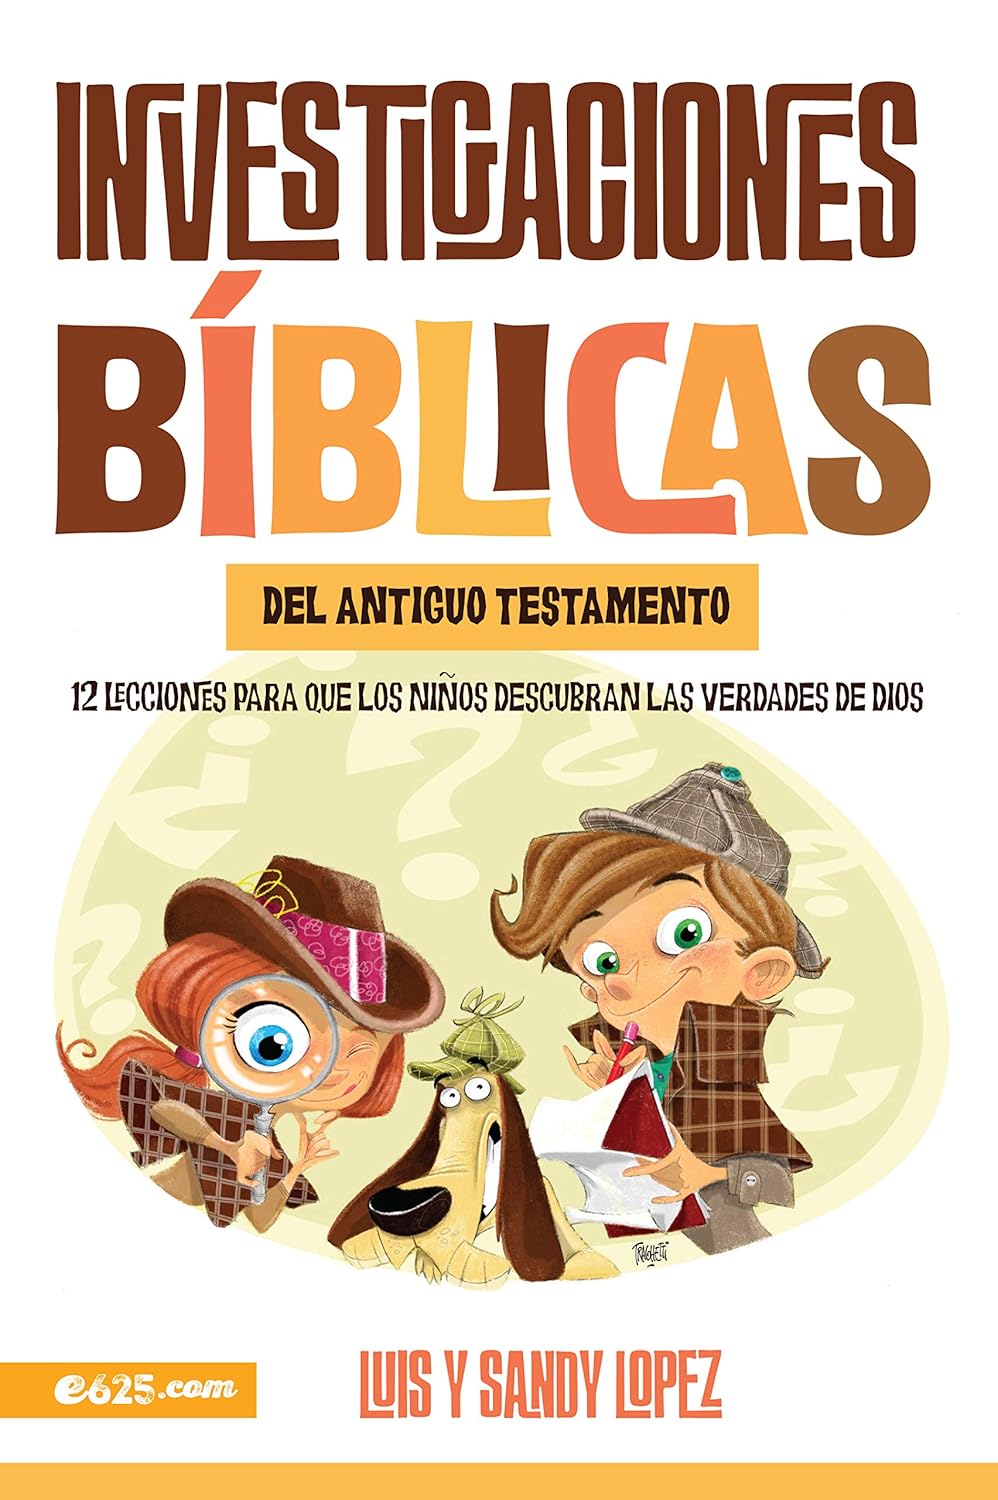 INVESTIGACIONES
BÍBLICAS
DEL ANTIGUO TESTAMENTO
12 LECCIONES PARA QUE LOS NIÑOS DESCUBRAN LAS VERDADES DE DIOS
TRAGHETTI
e625.com
LUIS Y SANDY LOPEZ